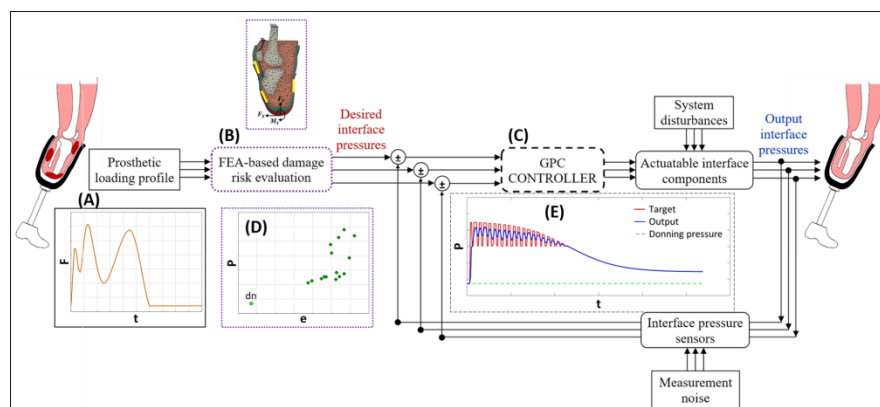 System
disturbances
Desired
interface
pressures
Output
interface
pressures
(B)
(C)
Prosthetic
loading profile
FEA-based damage
risk evaluation
±
±
±
GPC
CONTROLLER
Actuatable interface
components
(A)
F
t
(D)
P
dn
e
(E)
Target
Output
Donning pressure
P
t
Interface pressure
sensors
Measurement
noise